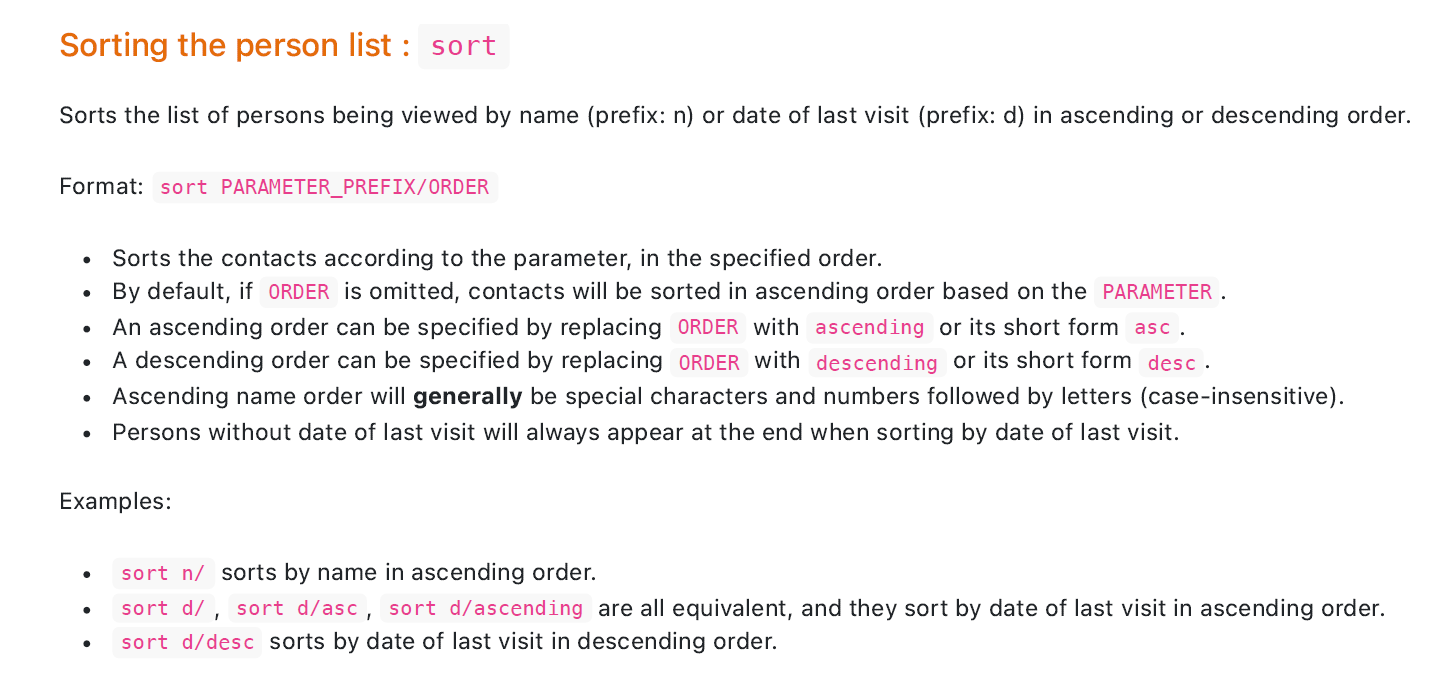 Sorting the person list : sort
Sorts the list of persons being viewed by name (prefix: n) or date of last visit (prefix: d) in ascending or descending order.
Format: sort PARAMETER_PREFIX/ORDER
• Sorts the contacts according to the parameter, in the specified order.
• By default, if ORDER is omitted, contacts will be sorted in ascending order based on the PARAMETER.
• An ascending order can be specified by replacing ORDER with ascending or its short form asc.
• A descending order can be specified by replacing ORDER with descending or its short form desc.
• Ascending name order will generally be special characters and numbers followed by letters (case-insensitive).
• Persons without date of last visit will always appear at the end when sorting by date of last visit.
Examples:
• sort n/ sorts by name in ascending order.
• sort d/, sort d/asc, sort d/ascending are all equivalent, and they sort by date of last visit in ascending order.
• sort d/desc sorts by date of last visit in descending order.